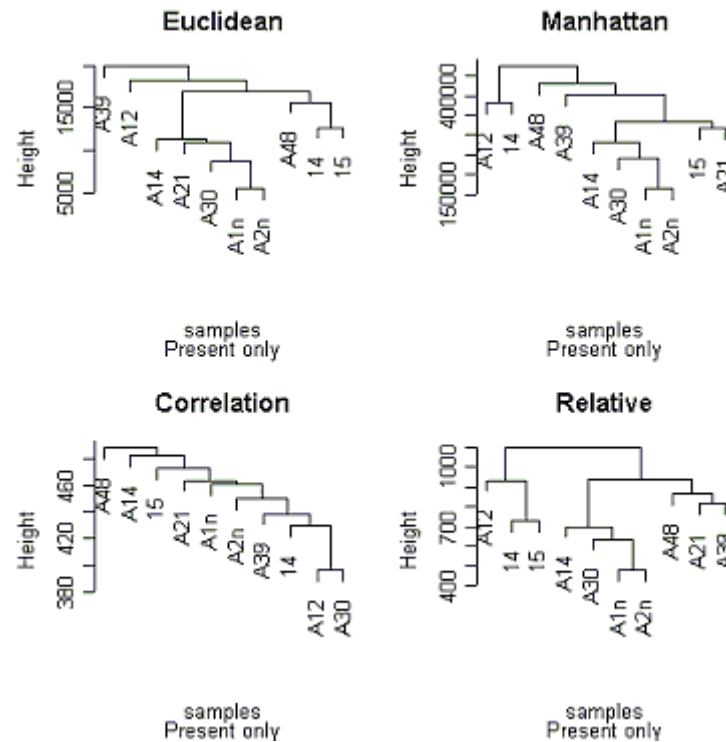 Euclidean
Height
15000
5000
A39
A12
A14
A21
A30
A1n
A2n
A48
14
15
samples
Present only
Manhattan
Height
400000
150000
A12
14
A48
A39
A14
A30
A1n
A2n
15
A21
samples
Present only
Correlation
Height
460
420
380
A48
A14
15
A21
A1n
A2n
A39
14
A12
A30
samples
Present only
Relative
Height
1000
700
400
A12
14
15
A14
A30
A1n
A2n
A48
A21
A39
samples
Present only